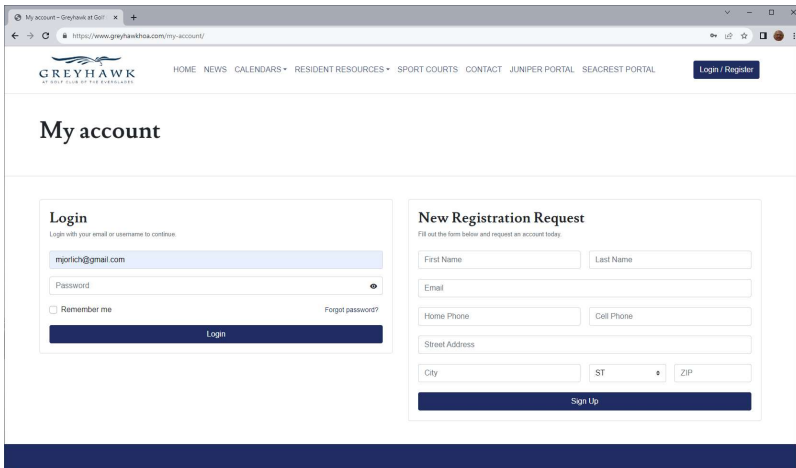 My account – Greyhawk at Golf
https://www.greyhawkhoa.com/my-account/
GREYHAWK
AT GOLF CLUB OF THE EVERGLADES
HOME NEWS CALENDARS RESIDENT RESOURCES SPORT COURTS CONTACT JUNIPER PORTAL SEACREST PORTAL
Login / Register
My account
Login
Login with your email or username to continue.
mjorlich@gmail.com
Password
Remember me
Forgot password?
Login
New Registration Request
Fill out the form below and request an account today.
First Name
Last Name
Email
Home Phone
Cell Phone
Street Address
City
ST
ZIP
Sign Up